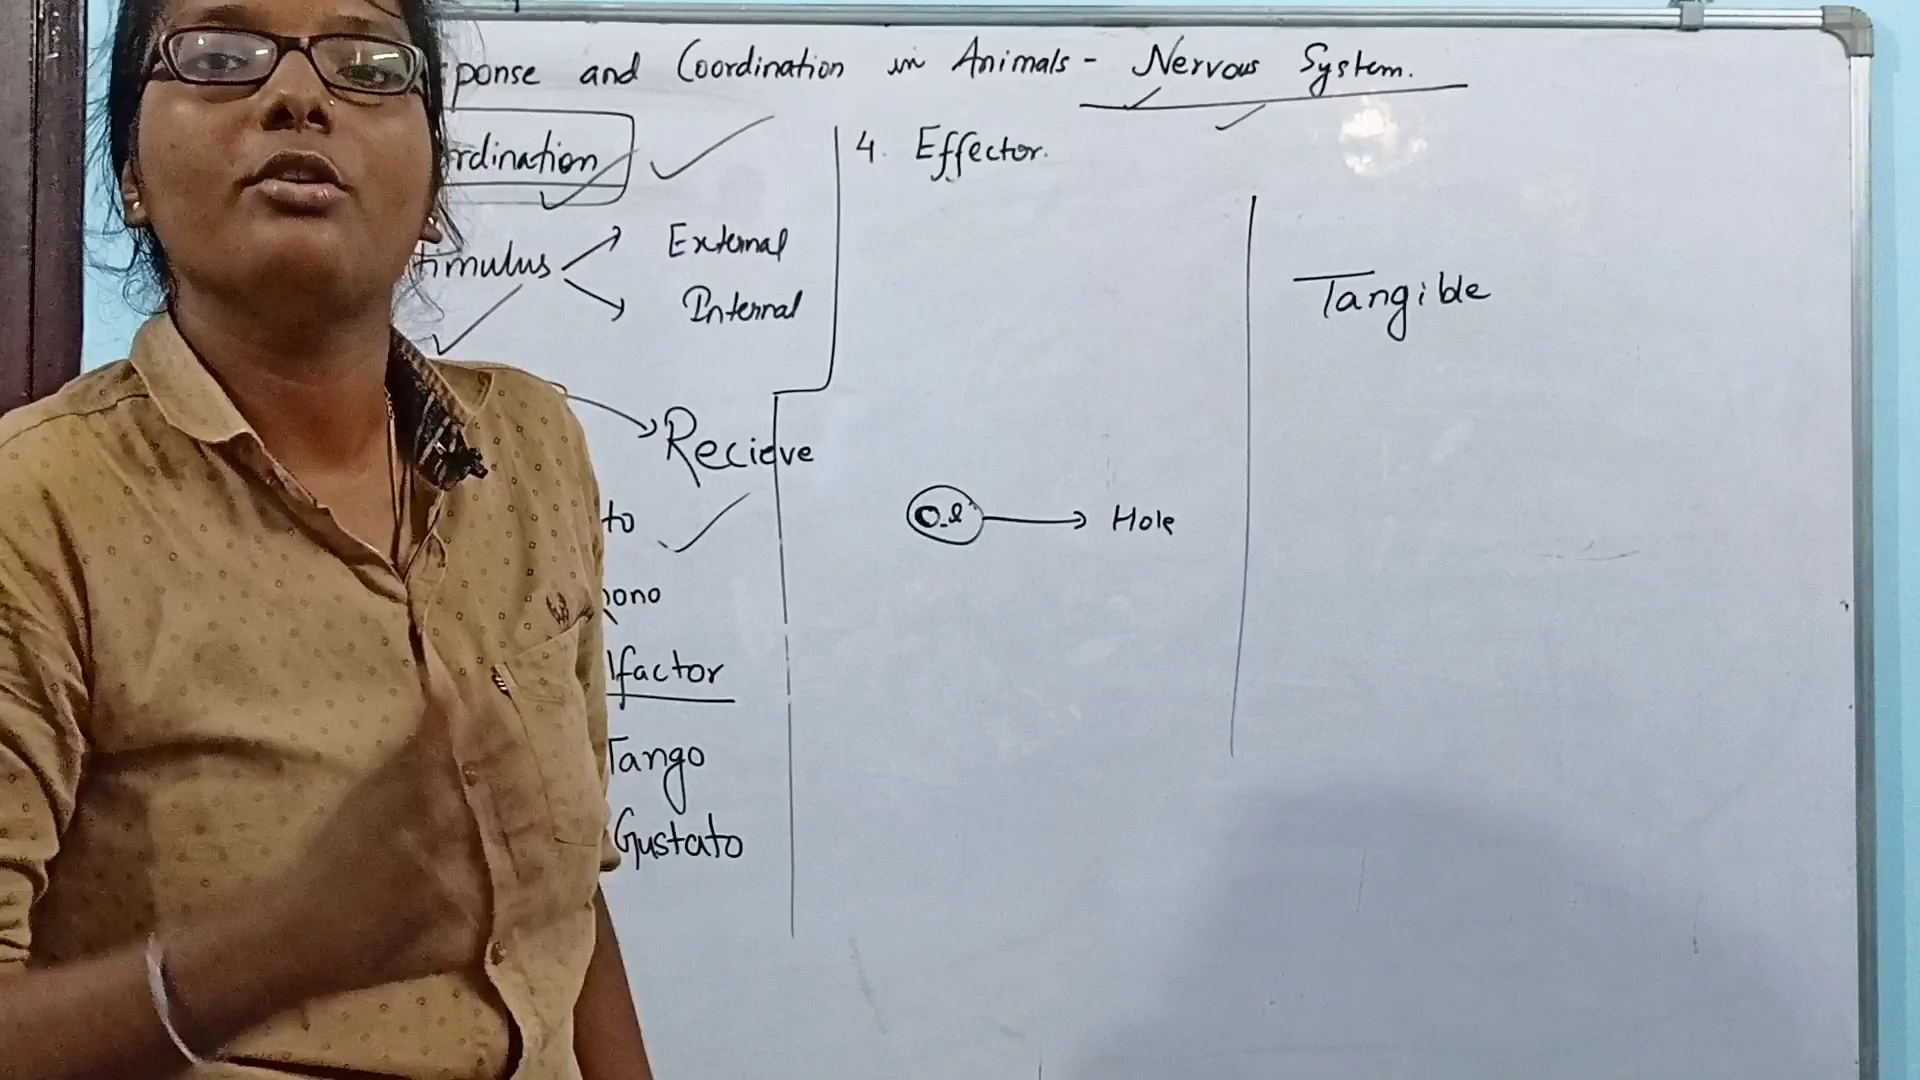 ponse and Coordination in Animals - Nervous System.
rdination
timulus
External
Internal
Recieve
to
ono
lfactor
Tango
Gustato
4. Effector.
Hole
Tangible